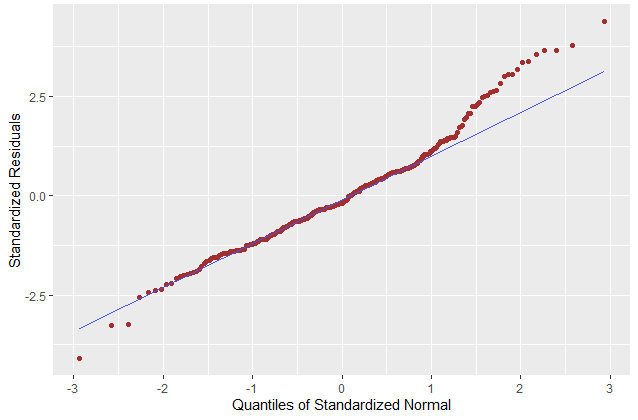 Standardized Residuals
2.5
0.0
-2.5
-3 -2 -1 0 1 2 3
Quantiles of Standardized Normal